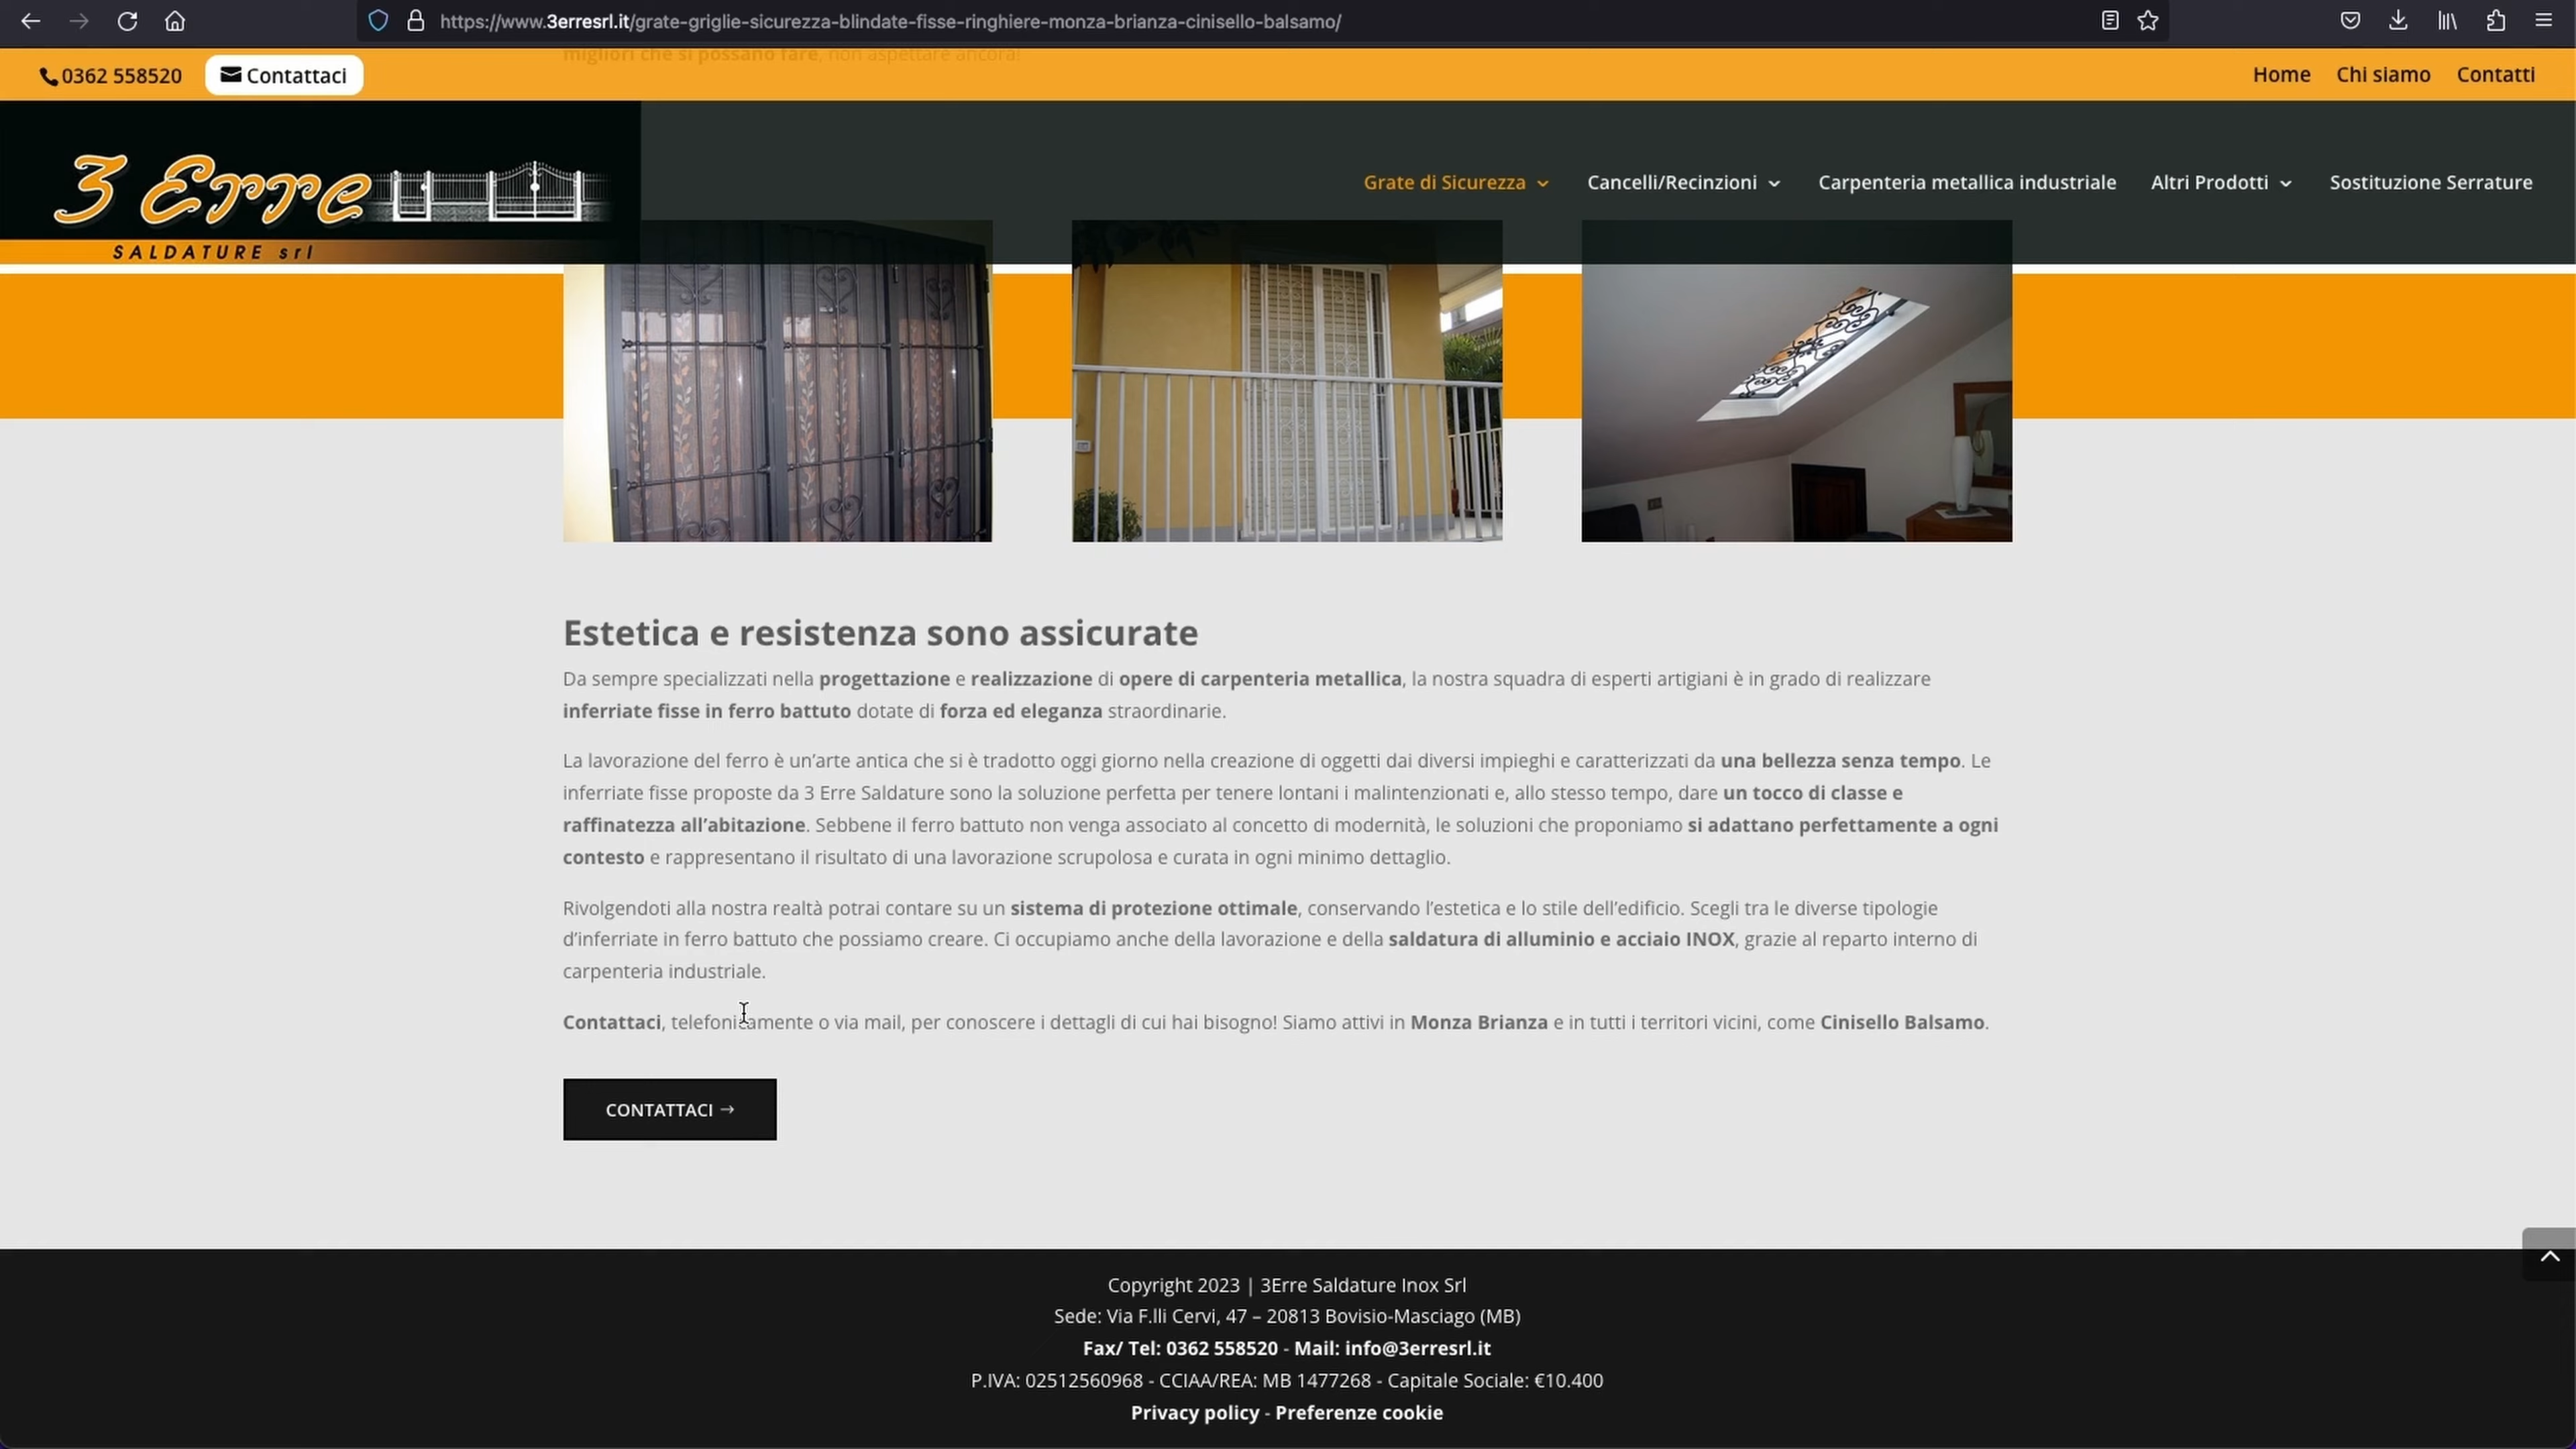 https://www.3erresrl.it/grate-griglie-sicurezza-blindate-fisse-ringhiere-monza-brianza-cinisello-balsamo/
migliori che si possano fare, non aspettare ancora!
0362 558520 Contattaci Home Chi siamo Contatti
3 Erre
SALDATURE srl
Grate di Sicurezza Cancelli/Recinzioni Carpenteria metallica industriale Altri Prodotti Sostituzione Serrature
Estetica e resistenza sono assicurate
Da sempre specializzati nella progettazione e realizzazione di opere di carpenteria metallica, la nostra squadra di esperti artigiani è in grado di realizzare
inferriate fisse in ferro battuto dotate di forza ed eleganza straordinarie.
La lavorazione del ferro è un’arte antica che si è tradotto oggi giorno nella creazione di oggetti dai diversi impieghi e caratterizzati da una bellezza senza tempo. Le
inferriate fisse proposte da 3 Erre Saldature sono la soluzione perfetta per tenere lontani i malintenzionati e, allo stesso tempo, dare un tocco di classe e
raffinatezza all’abitazione. Sebbene il ferro battuto non venga associato al concetto di modernità, le soluzioni che proponiamo si adattano perfettamente a ogni
contesto e rappresentano il risultato di una lavorazione scrupolosa e curata in ogni minimo dettaglio.
Rivolgendoti alla nostra realtà potrai contare su un sistema di protezione ottimale, conservando l’estetica e lo stile dell’edificio. Scegli tra le diverse tipologie
d’inferriate in ferro battuto che possiamo creare. Ci occupiamo anche della lavorazione e della saldatura di alluminio e acciaio INOX, grazie al reparto interno di
carpenteria industriale.
Contattaci, telefonicamente o via mail, per conoscere i dettagli di cui hai bisogno! Siamo attivi in Monza Brianza e in tutti i territori vicini, come Cinisello Balsamo.
CONTATTACI →
Copyright 2023 | 3Erre Saldature Inox Srl
Sede: Via F.lli Cervi, 47 – 20813 Bovisio-Masciago (MB)
Fax/ Tel: 0362 558520 - Mail: info@3erresrl.it
P.IVA: 02512560968 - CCIAA/REA: MB 1477268 - Capitale Sociale: €10.400
Privacy policy - Preferenze cookie